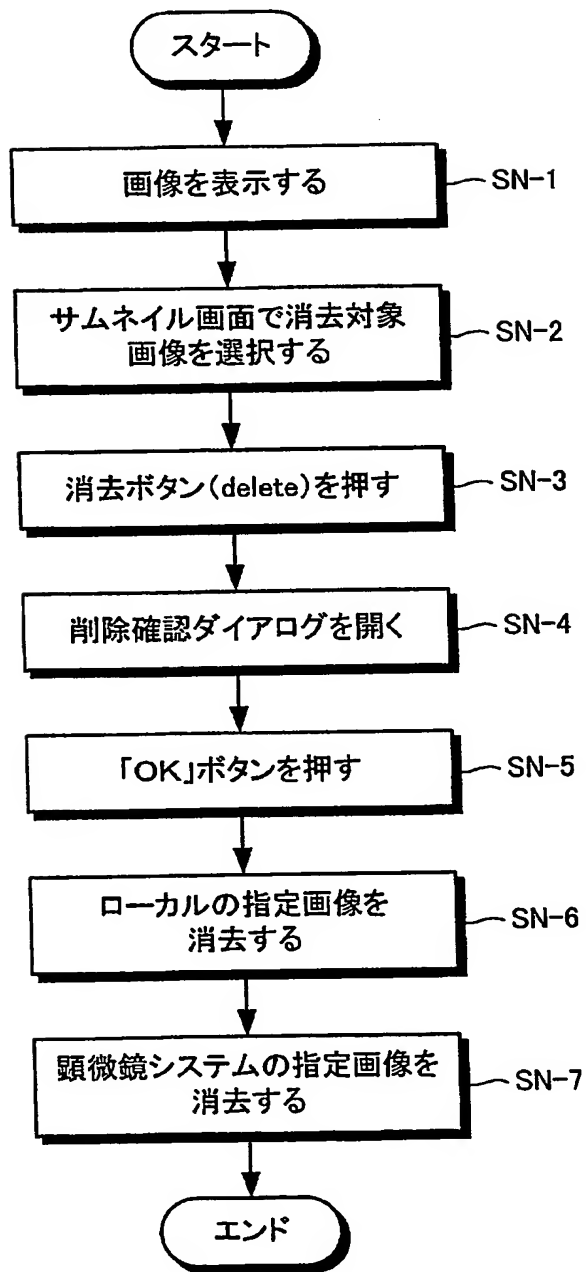 スタート
画像を表示する
SN-1
サムネイル画面で消去対象
画像を選択する
SN-2
消去ボタン(delete)を押す
SN-3
削除確認ダイアログを開く
SN-4
「OK」ボタンを押す
SN-5
ローカルの指定画像を
消去する
SN-6
顕微鏡システムの指定画像を
消去する
SN-7
エンド